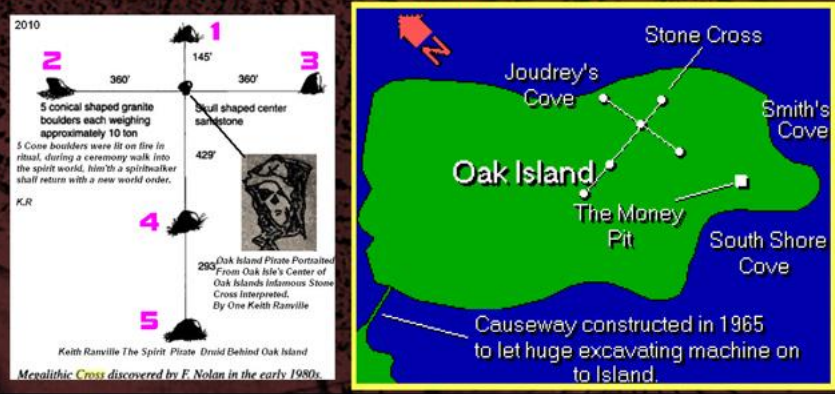 2010
1
145'
2
3
360'
360'
5 conical shaped granite
boulders each weighing
approximately 10 ton
Skull shaped center
sandstone
5 Cone boulders were lit on fire in
ritual, during a ceremony walk into
the spirit world, him'th a spiritwalker
shall return with a new world order.
K.R
429'
4
293'
Oak Island Pirate Portraited
From Oak Isle's Center of
Oak Islands Infamous Stone
Cross Interpreted.
By One Keith Ranville
5
Keith Ranville The Spirit Pirate Druid Behind Oak Island
Megalithic Cross discovered by F. Nolan in the early 1980s.
N
Stone Cross
Joudrey's
Cove
Smith's
Cove
Oak Island
The Money
Pit
South Shore
Cove
Causeway constructed in 1965
to let huge excavating machine on
to Island.